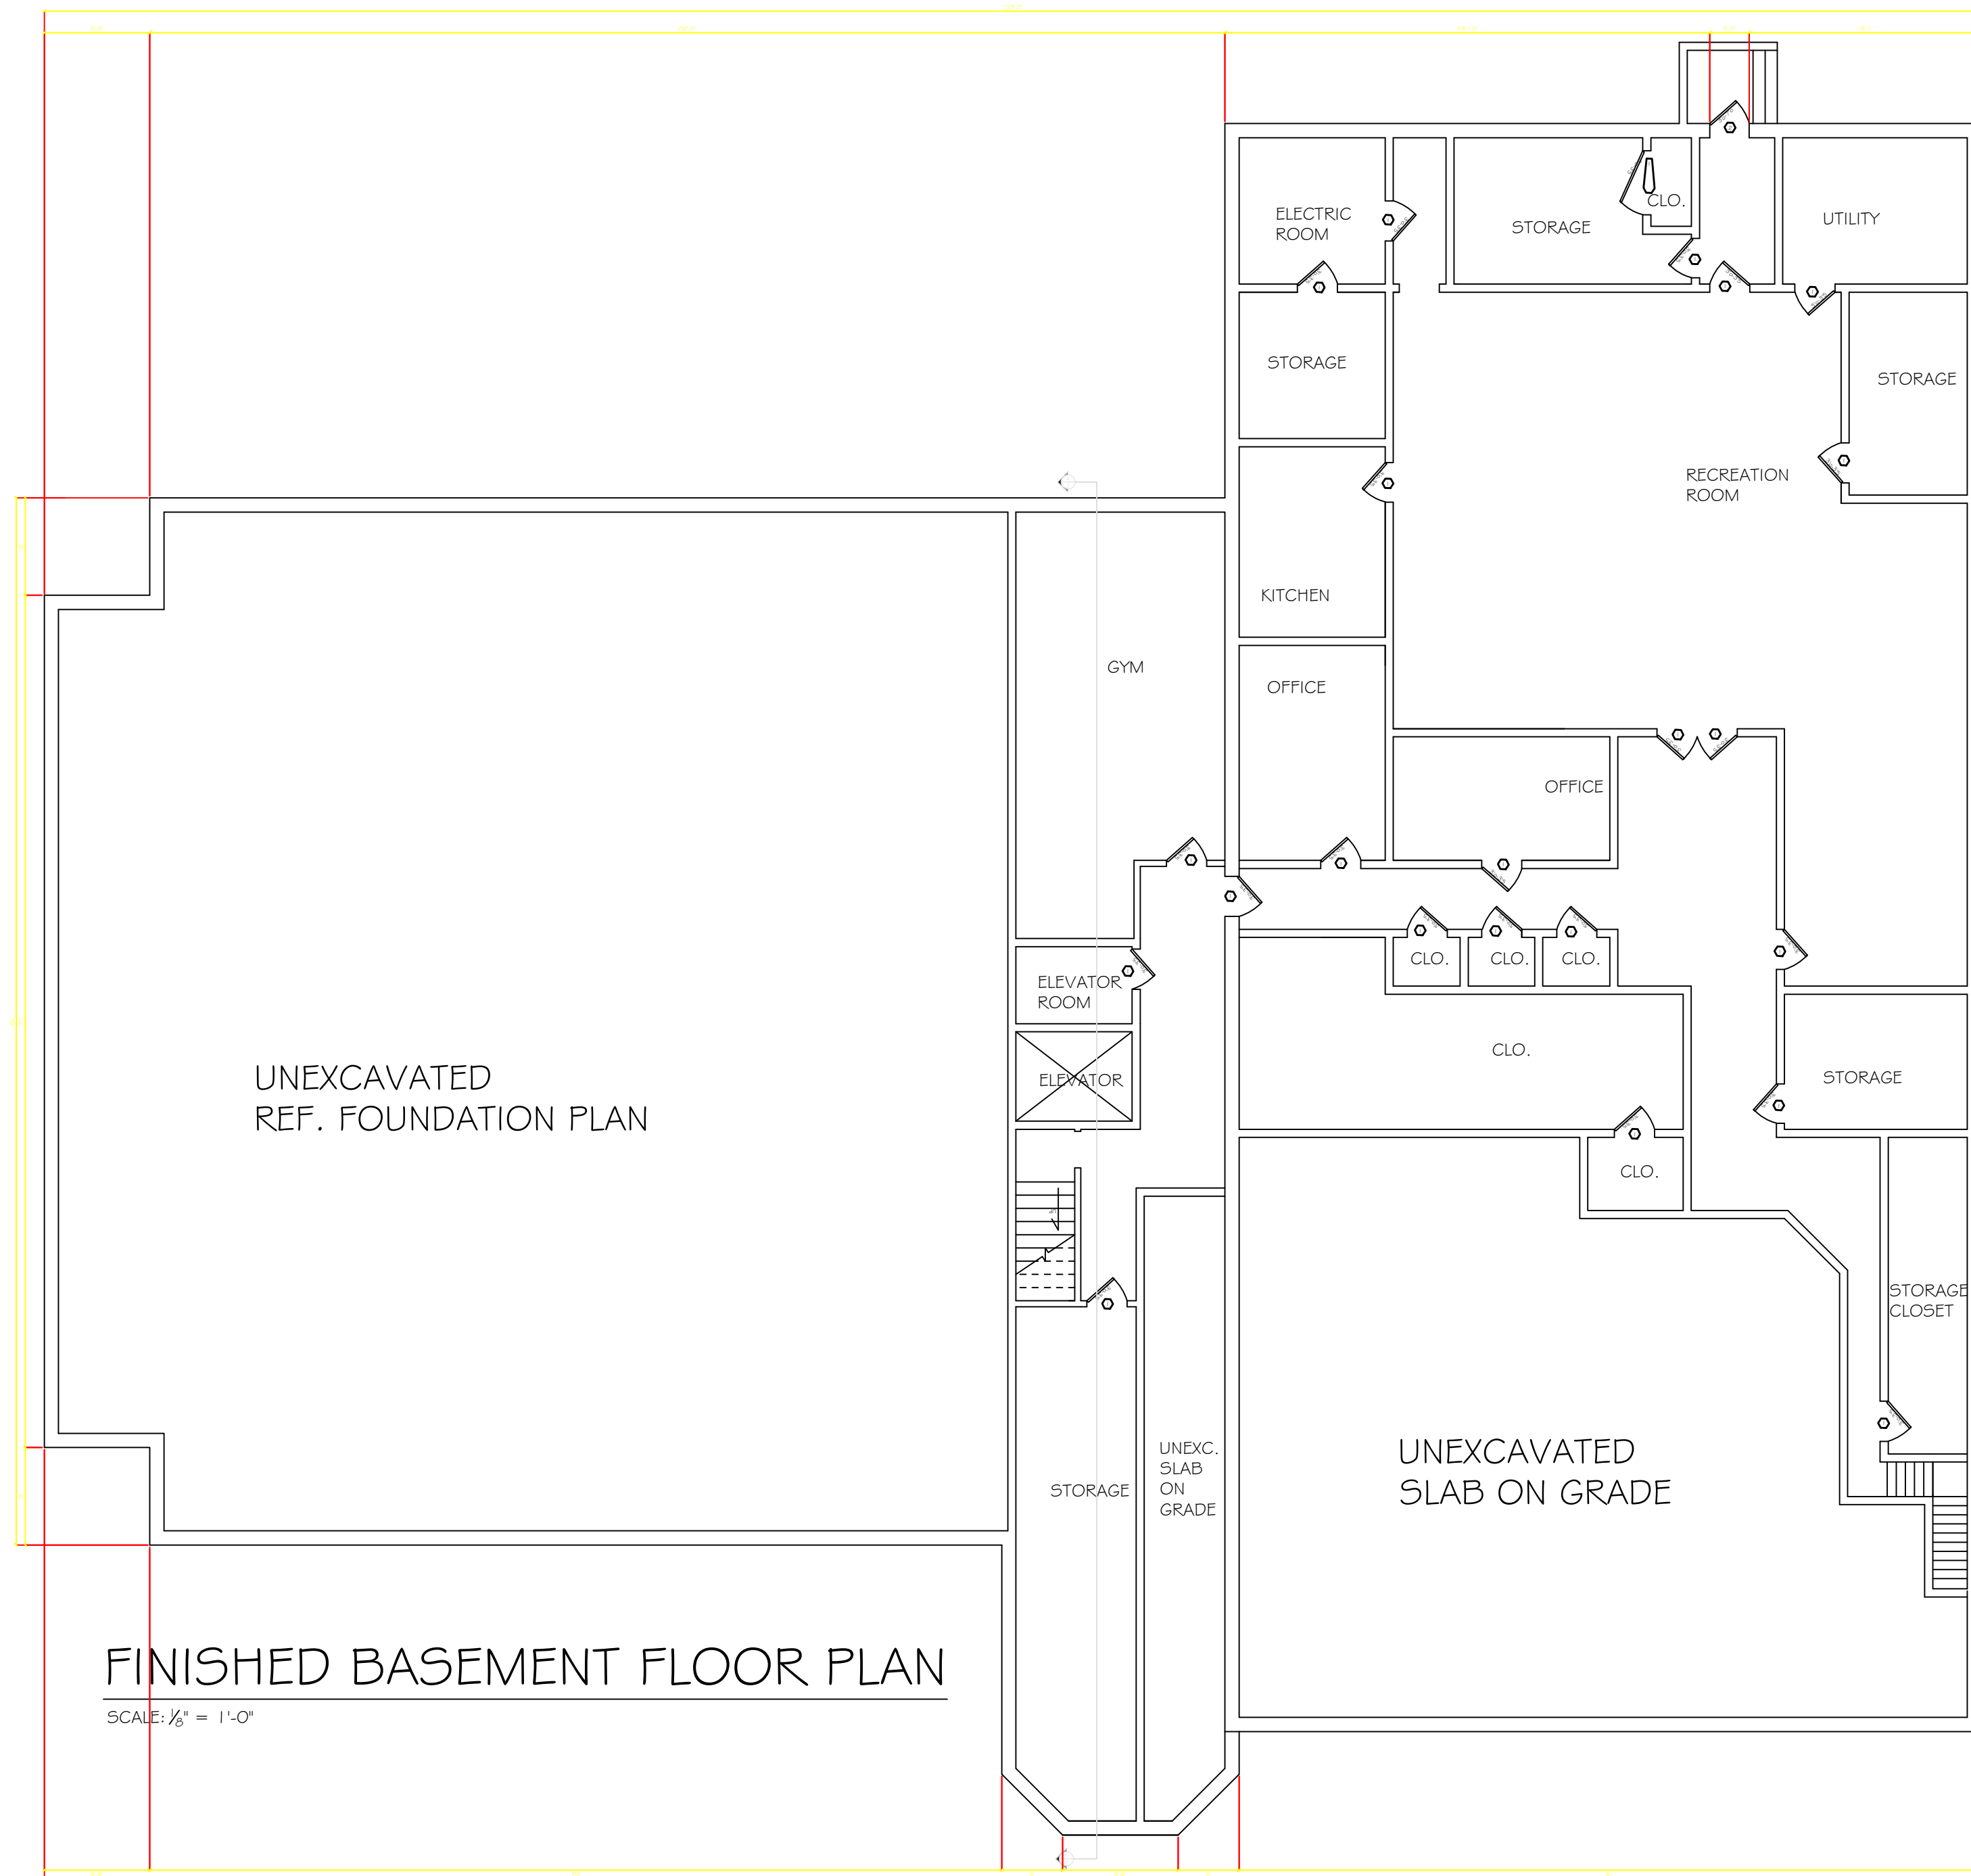 ELECTRIC
ROOM
STORAGE
CLO.
UTILITY
STORAGE
STORAGE
RECREATION
ROOM
KITCHEN
GYM
OFFICE
OFFICE
ELEVATOR
ROOM
CLO.
CLO.
CLO.
CLO.
ELEVATOR
STORAGE
UNEXCAVATED
REF. FOUNDATION PLAN
CLO.
STORAGE
CLOSET
UNEXC.
SLAB
ON
GRADE
STORAGE
UNEXCAVATED
SLAB ON GRADE
FINISHED BASEMENT FLOOR PLAN
SCALE: 1/8" = 1'-0"